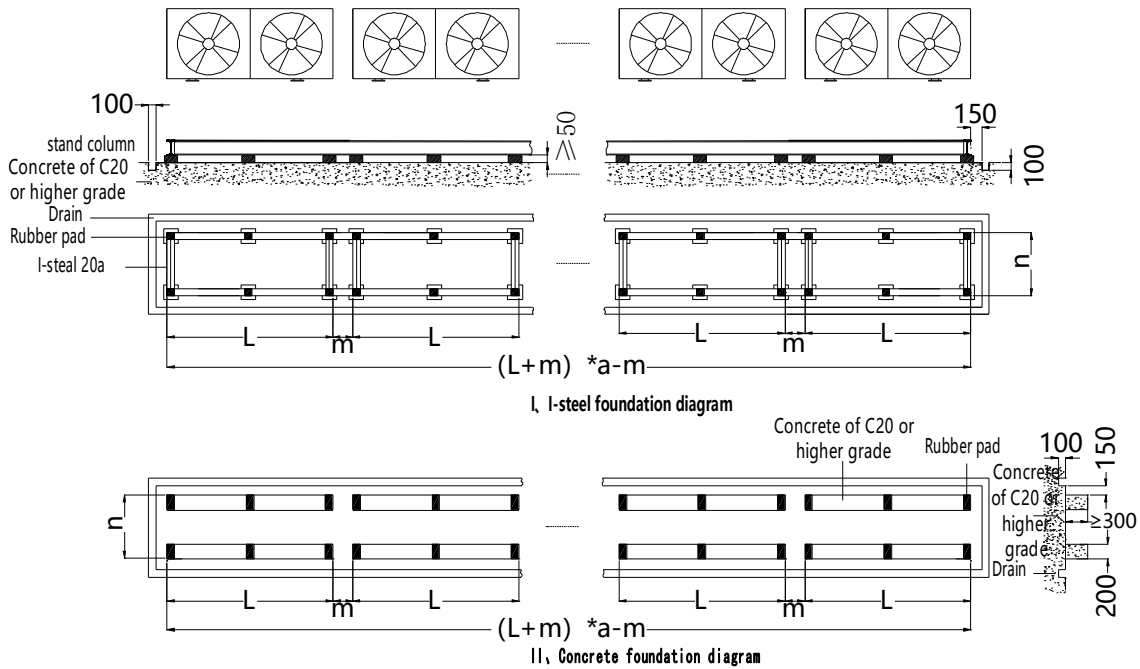 100
stand column
Concrete of C20
or higher grade
Drain
Rubber pad
I-steal 20a
≥50
150
100
n
L
m
L
L
m
L
(L+m) *a-m
I、I-steel foundation diagram
Concrete of C20 or
higher grade
Rubber pad
100
150
Concrete
of C20 or
higher
grade
≥300
Drain
200
n
L
m
L
L
m
L
(L+m) *a-m
II、Concrete foundation diagram